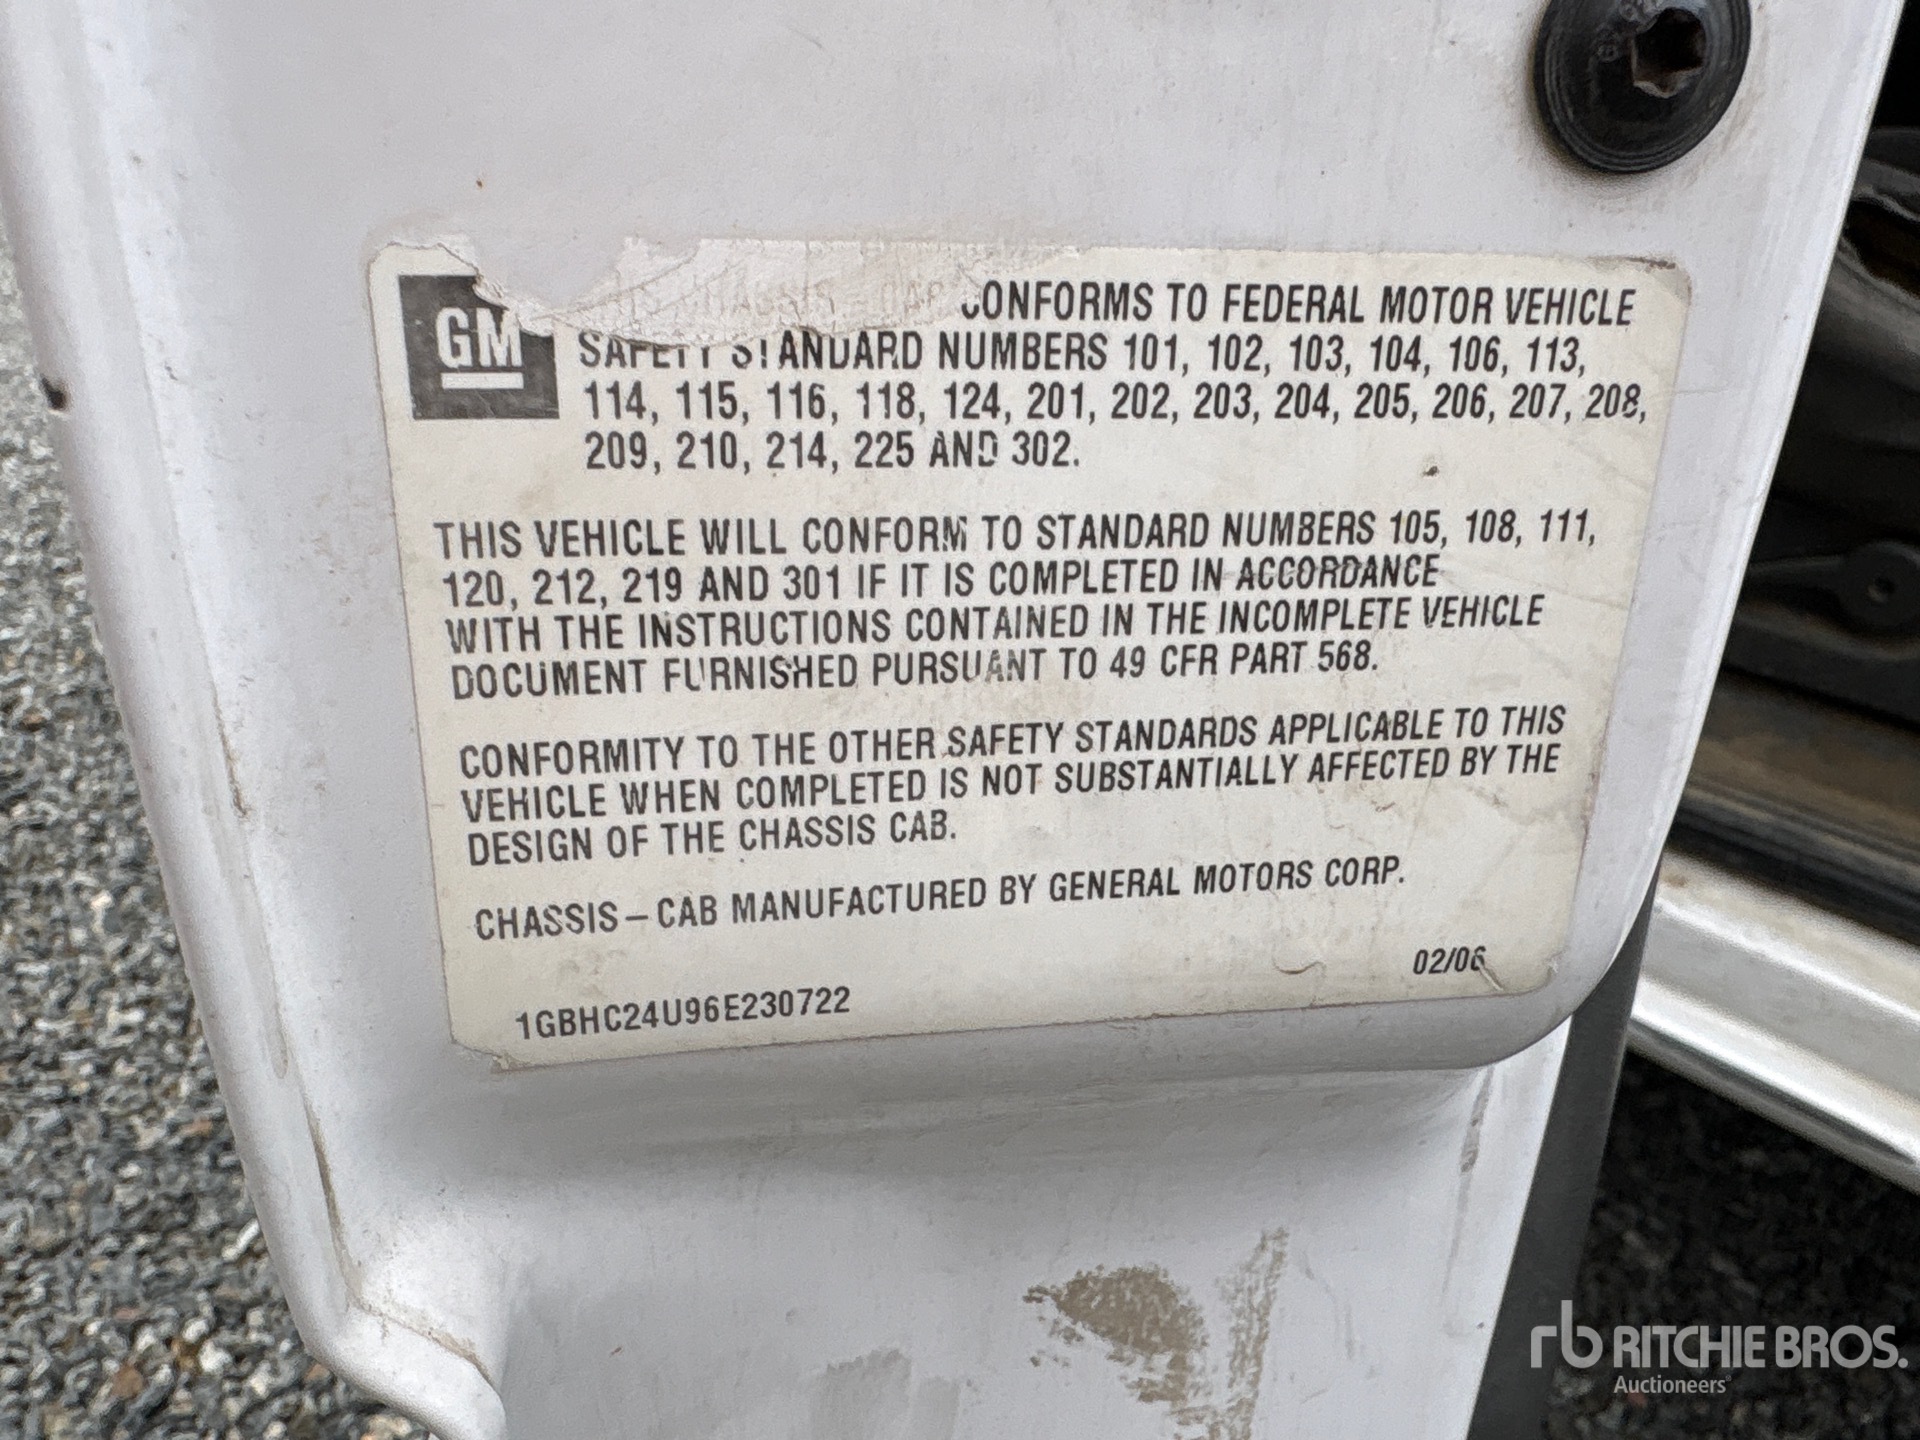 GM
CHASSIS - CAB CONFORMS TO FEDERAL MOTOR VEHICLE
SAFETY STANDARD NUMBERS 101, 102, 103, 104, 106, 113,
114, 115, 116, 118, 124, 201, 202, 203, 204, 205, 206, 207, 208,
209, 210, 214, 225 AND 302.
THIS VEHICLE WILL CONFORM TO STANDARD NUMBERS 105, 108, 111,
120, 212, 219 AND 301 IF IT IS COMPLETED IN ACCORDANCE
WITH THE INSTRUCTIONS CONTAINED IN THE INCOMPLETE VEHICLE
DOCUMENT FURNISHED PURSUANT TO 49 CFR PART 568.
CONFORMITY TO THE OTHER SAFETY STANDARDS APPLICABLE TO THIS
VEHICLE WHEN COMPLETED IS NOT SUBSTANTIALLY AFFECTED BY THE
DESIGN OF THE CHASSIS CAB.
CHASSIS – CAB MANUFACTURED BY GENERAL MOTORS CORP.
02/06
1GBHC24U96E230722
rb RITCHIE BROS.
Auctioneers